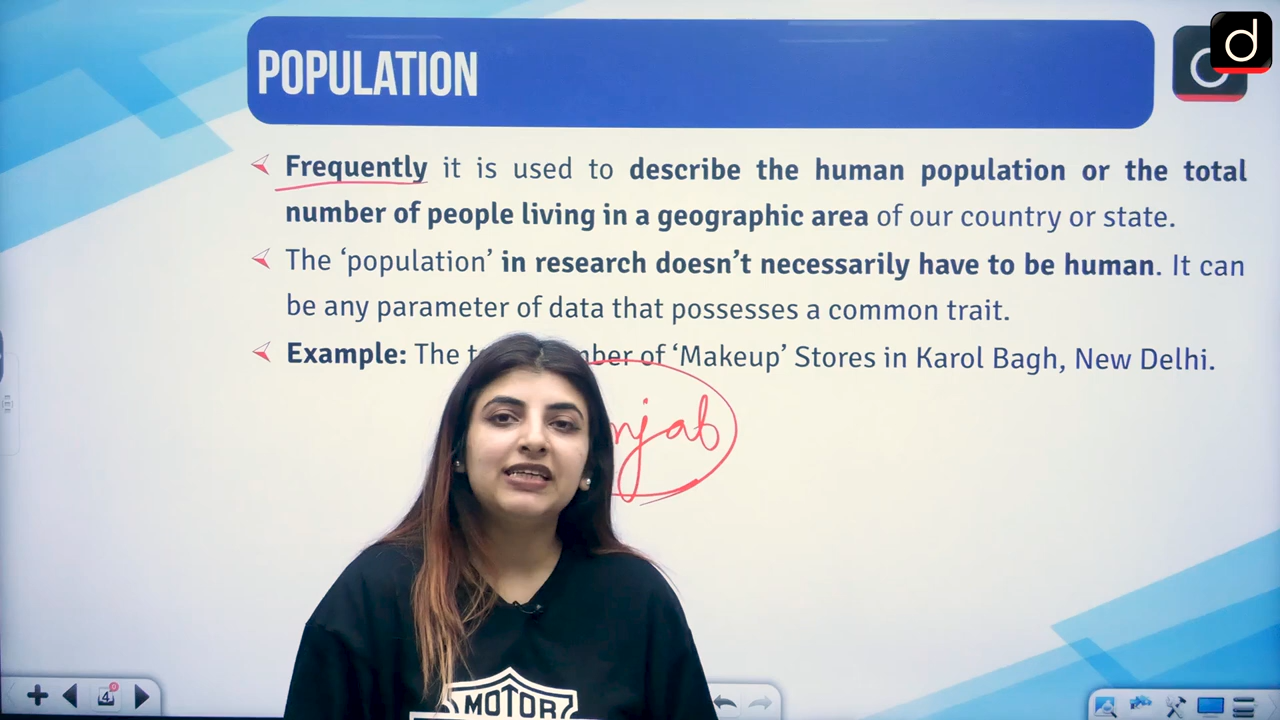 d
POPULATION
Frequently it is used to describe the human population or the total
number of people living in a geographic area of our country or state.
The ‘population’ in research doesn’t necessarily have to be human. It can
be any parameter of data that possesses a common trait.
Example: The of ‘Makeup’ Stores in Karol Bagh, New Delhi.
MOTOR
4